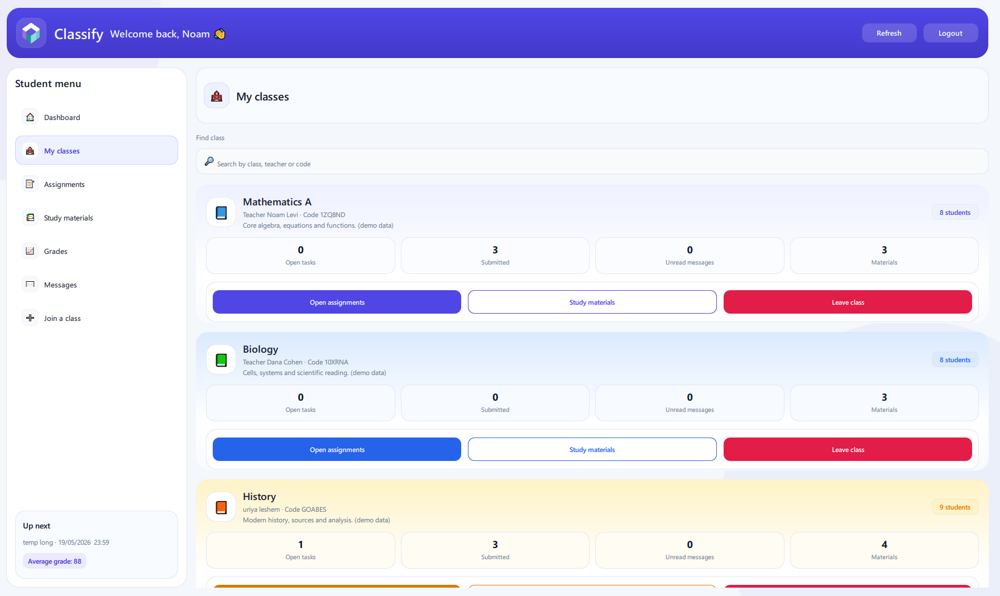 Classify Welcome back, Noam 👋
Refresh
Logout
Student menu
Dashboard
My classes
Assignments
Study materials
Grades
Messages
Join a class
Up next
temp long · 19/05/2026 23:59
Average grade: 88
My classes
Find class
Search by class, teacher or code
Mathematics A
Teacher Noam Levi · Code 1ZQ8ND
Core algebra, equations and functions. (demo data)
8 students
0
Open tasks
3
Submitted
0
Unread messages
3
Materials
Open assignments
Study materials
Leave class
Biology
Teacher Dana Cohen · Code 10XRNA
Cells, systems and scientific reading. (demo data)
8 students
0
Open tasks
0
Submitted
0
Unread messages
3
Materials
Open assignments
Study materials
Leave class
History
uriya leshem · Code GOABES
Modern history, sources and analysis. (demo data)
9 students
1
Open tasks
3
Submitted
0
Unread messages
4
Materials